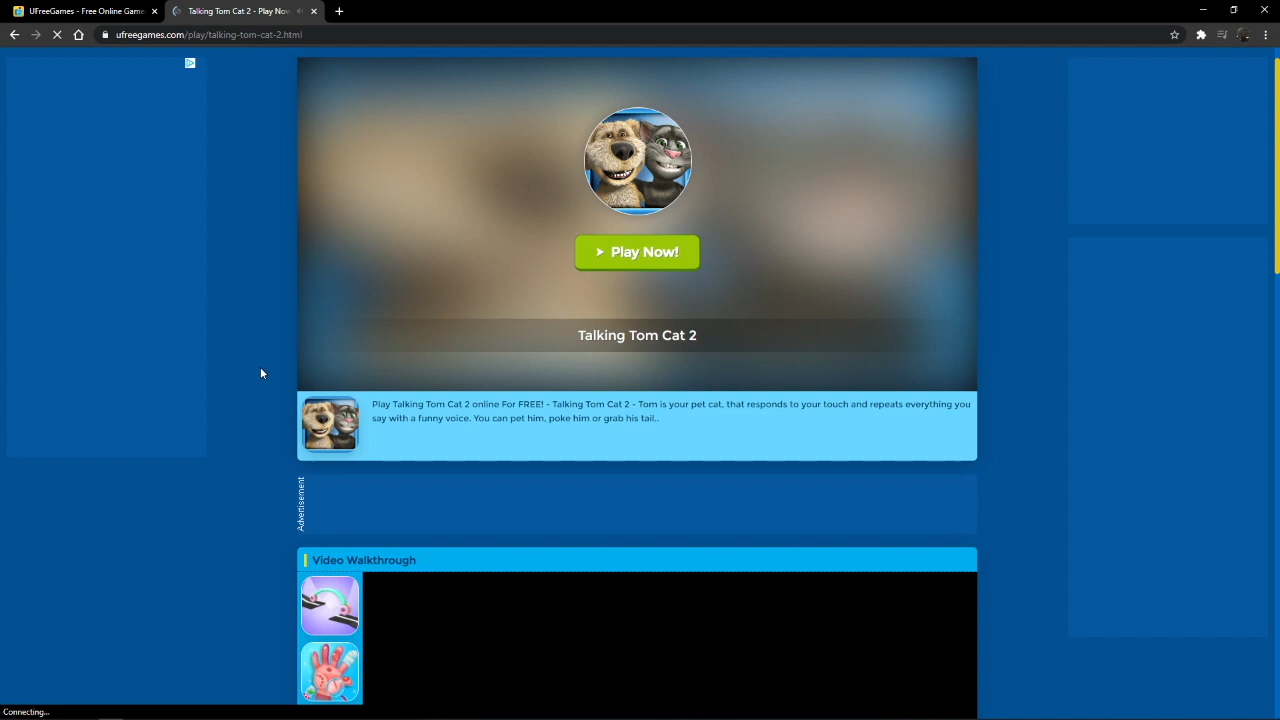 UFreeGames - Free Online Game
Talking Tom Cat 2 - Play Now
ufreegames.com/play/talking-tom-cat-2.html
Play Now!
Talking Tom Cat 2
Play Talking Tom Cat 2 online For FREE! - Talking Tom Cat 2 - Tom is your pet cat, that responds to your touch and repeats everything you
say with a funny voice. You can pet him, poke him or grab his tail..
Advertisement
Video Walkthrough
Connecting...